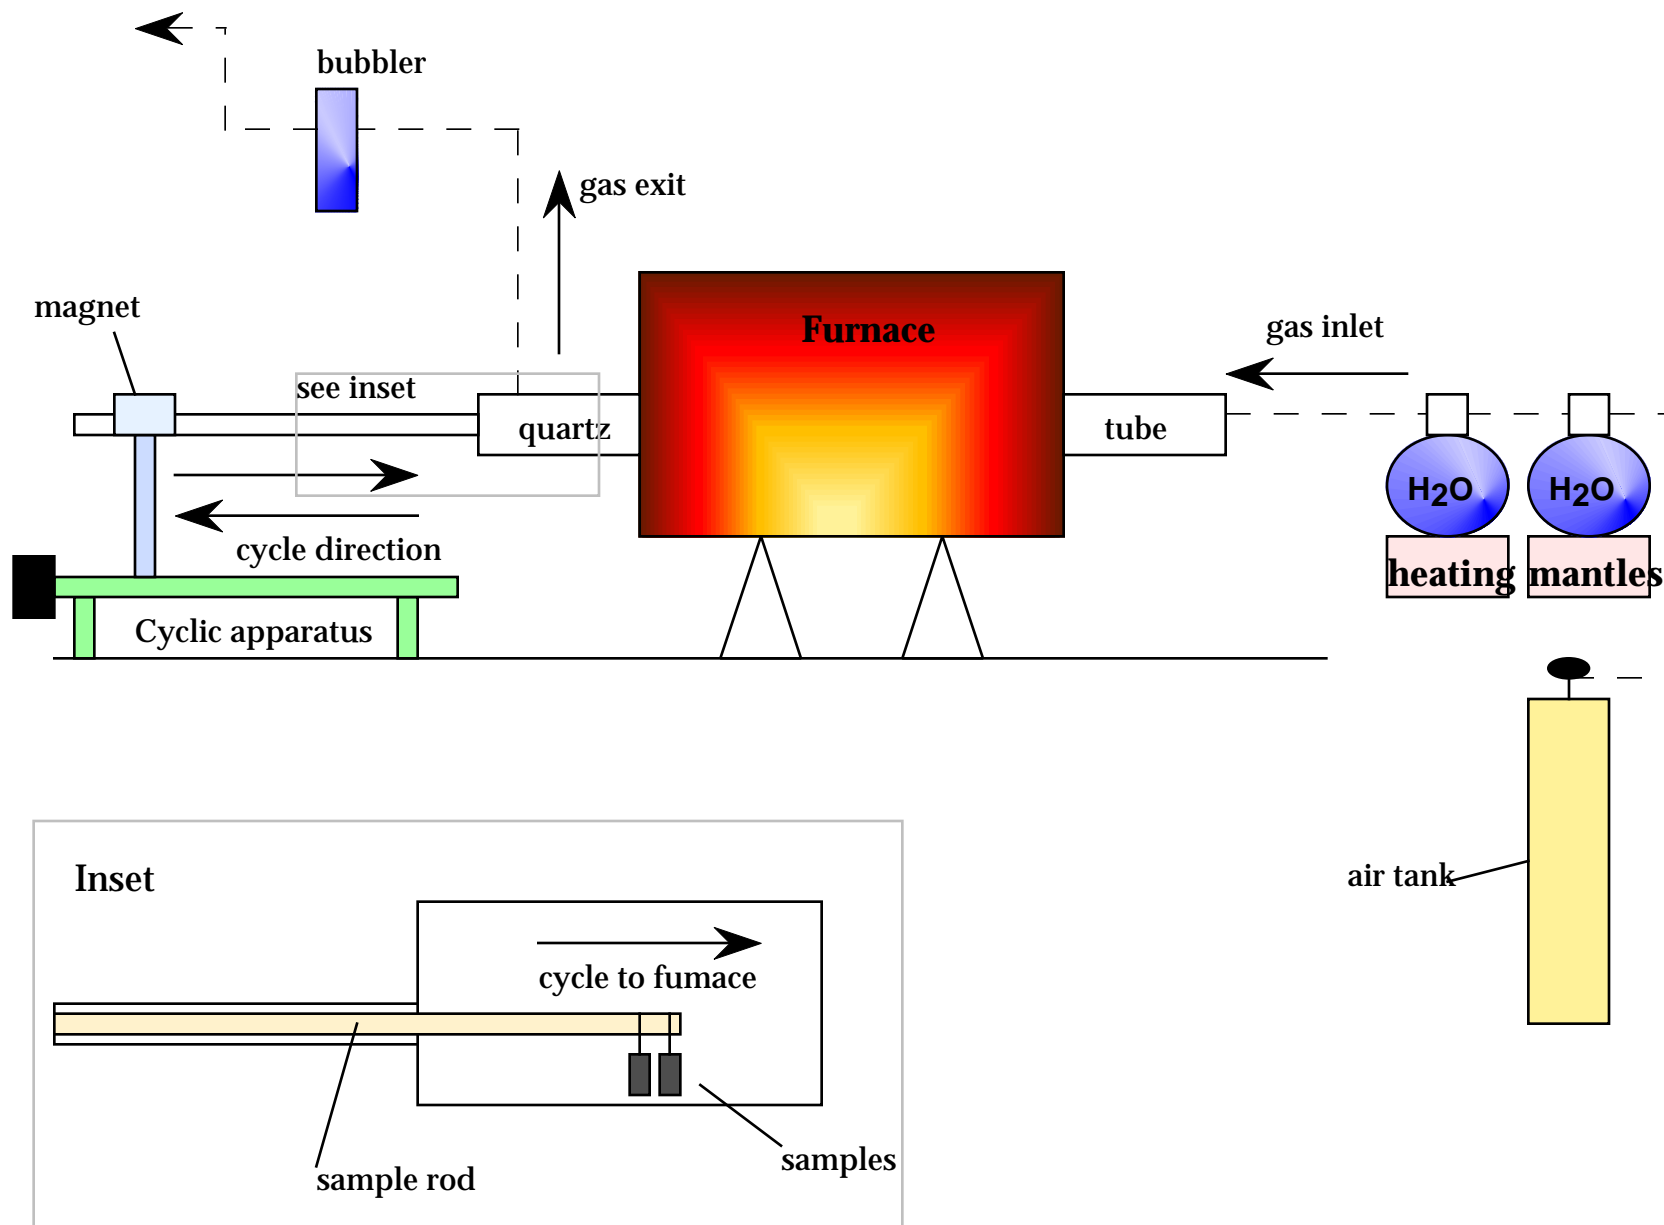 bubbler
gas exit
magnet
Furnace
gas inlet
see inset
quartz
tube
H2O
H2O
cycle direction
heating
mantles
Cyclic apparatus
Inset
air tank
cycle to fumace
samples
sample rod